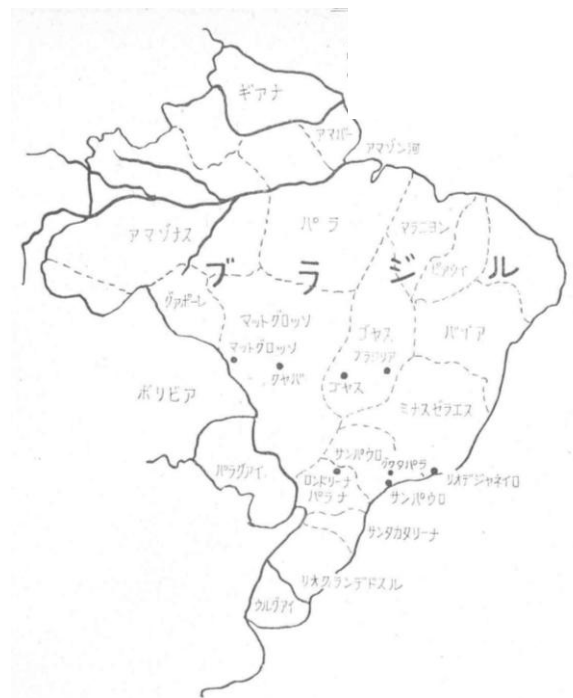 ギアナ
アマパー
アマゾン河
パラ
マラニヨン
アマゾナス
ブラジル
ピアウイ
グァポーレ
マットグロッソ
ゴヤス
バイア
マットグロッソ
ブラジリア
クヤバ
ゴヤス
ボリビア
ミナスゼラエス
サンパウロ
パラグアイ
ロンドリーナ
グワタパラ
リオデジャネイロ
パラナ
サンパウロ
サンタカタリーナ
リオグランデドスル
ウルグアイ